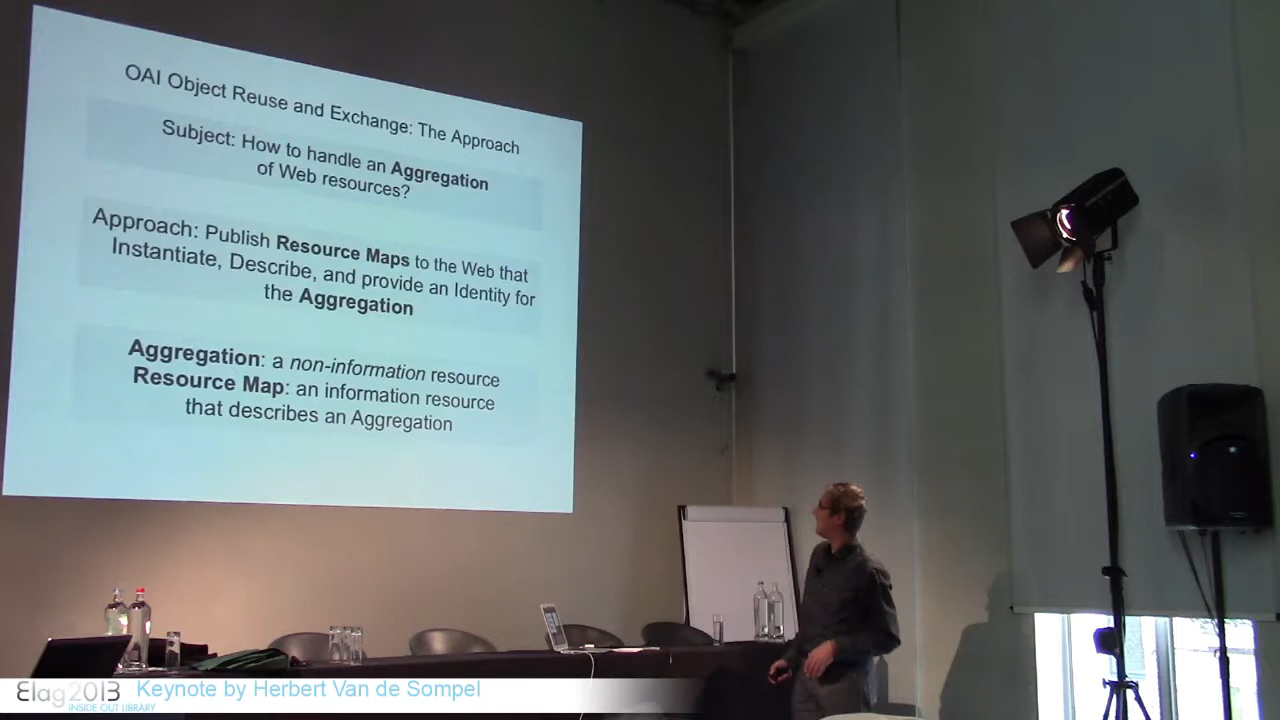 OAI Object Reuse and Exchange: The Approach
Subject: How to handle an Aggregation
of Web resources?
Approach: Publish Resource Maps to the Web that
Instantiate, Describe, and provide an Identity for
the Aggregation
Aggregation: a non-information resource
Resource Map: an information resource
that describes an Aggregation
Elag2013 Keynote by Herbert Van de Sompel
INSIDE OUT LIBRARY